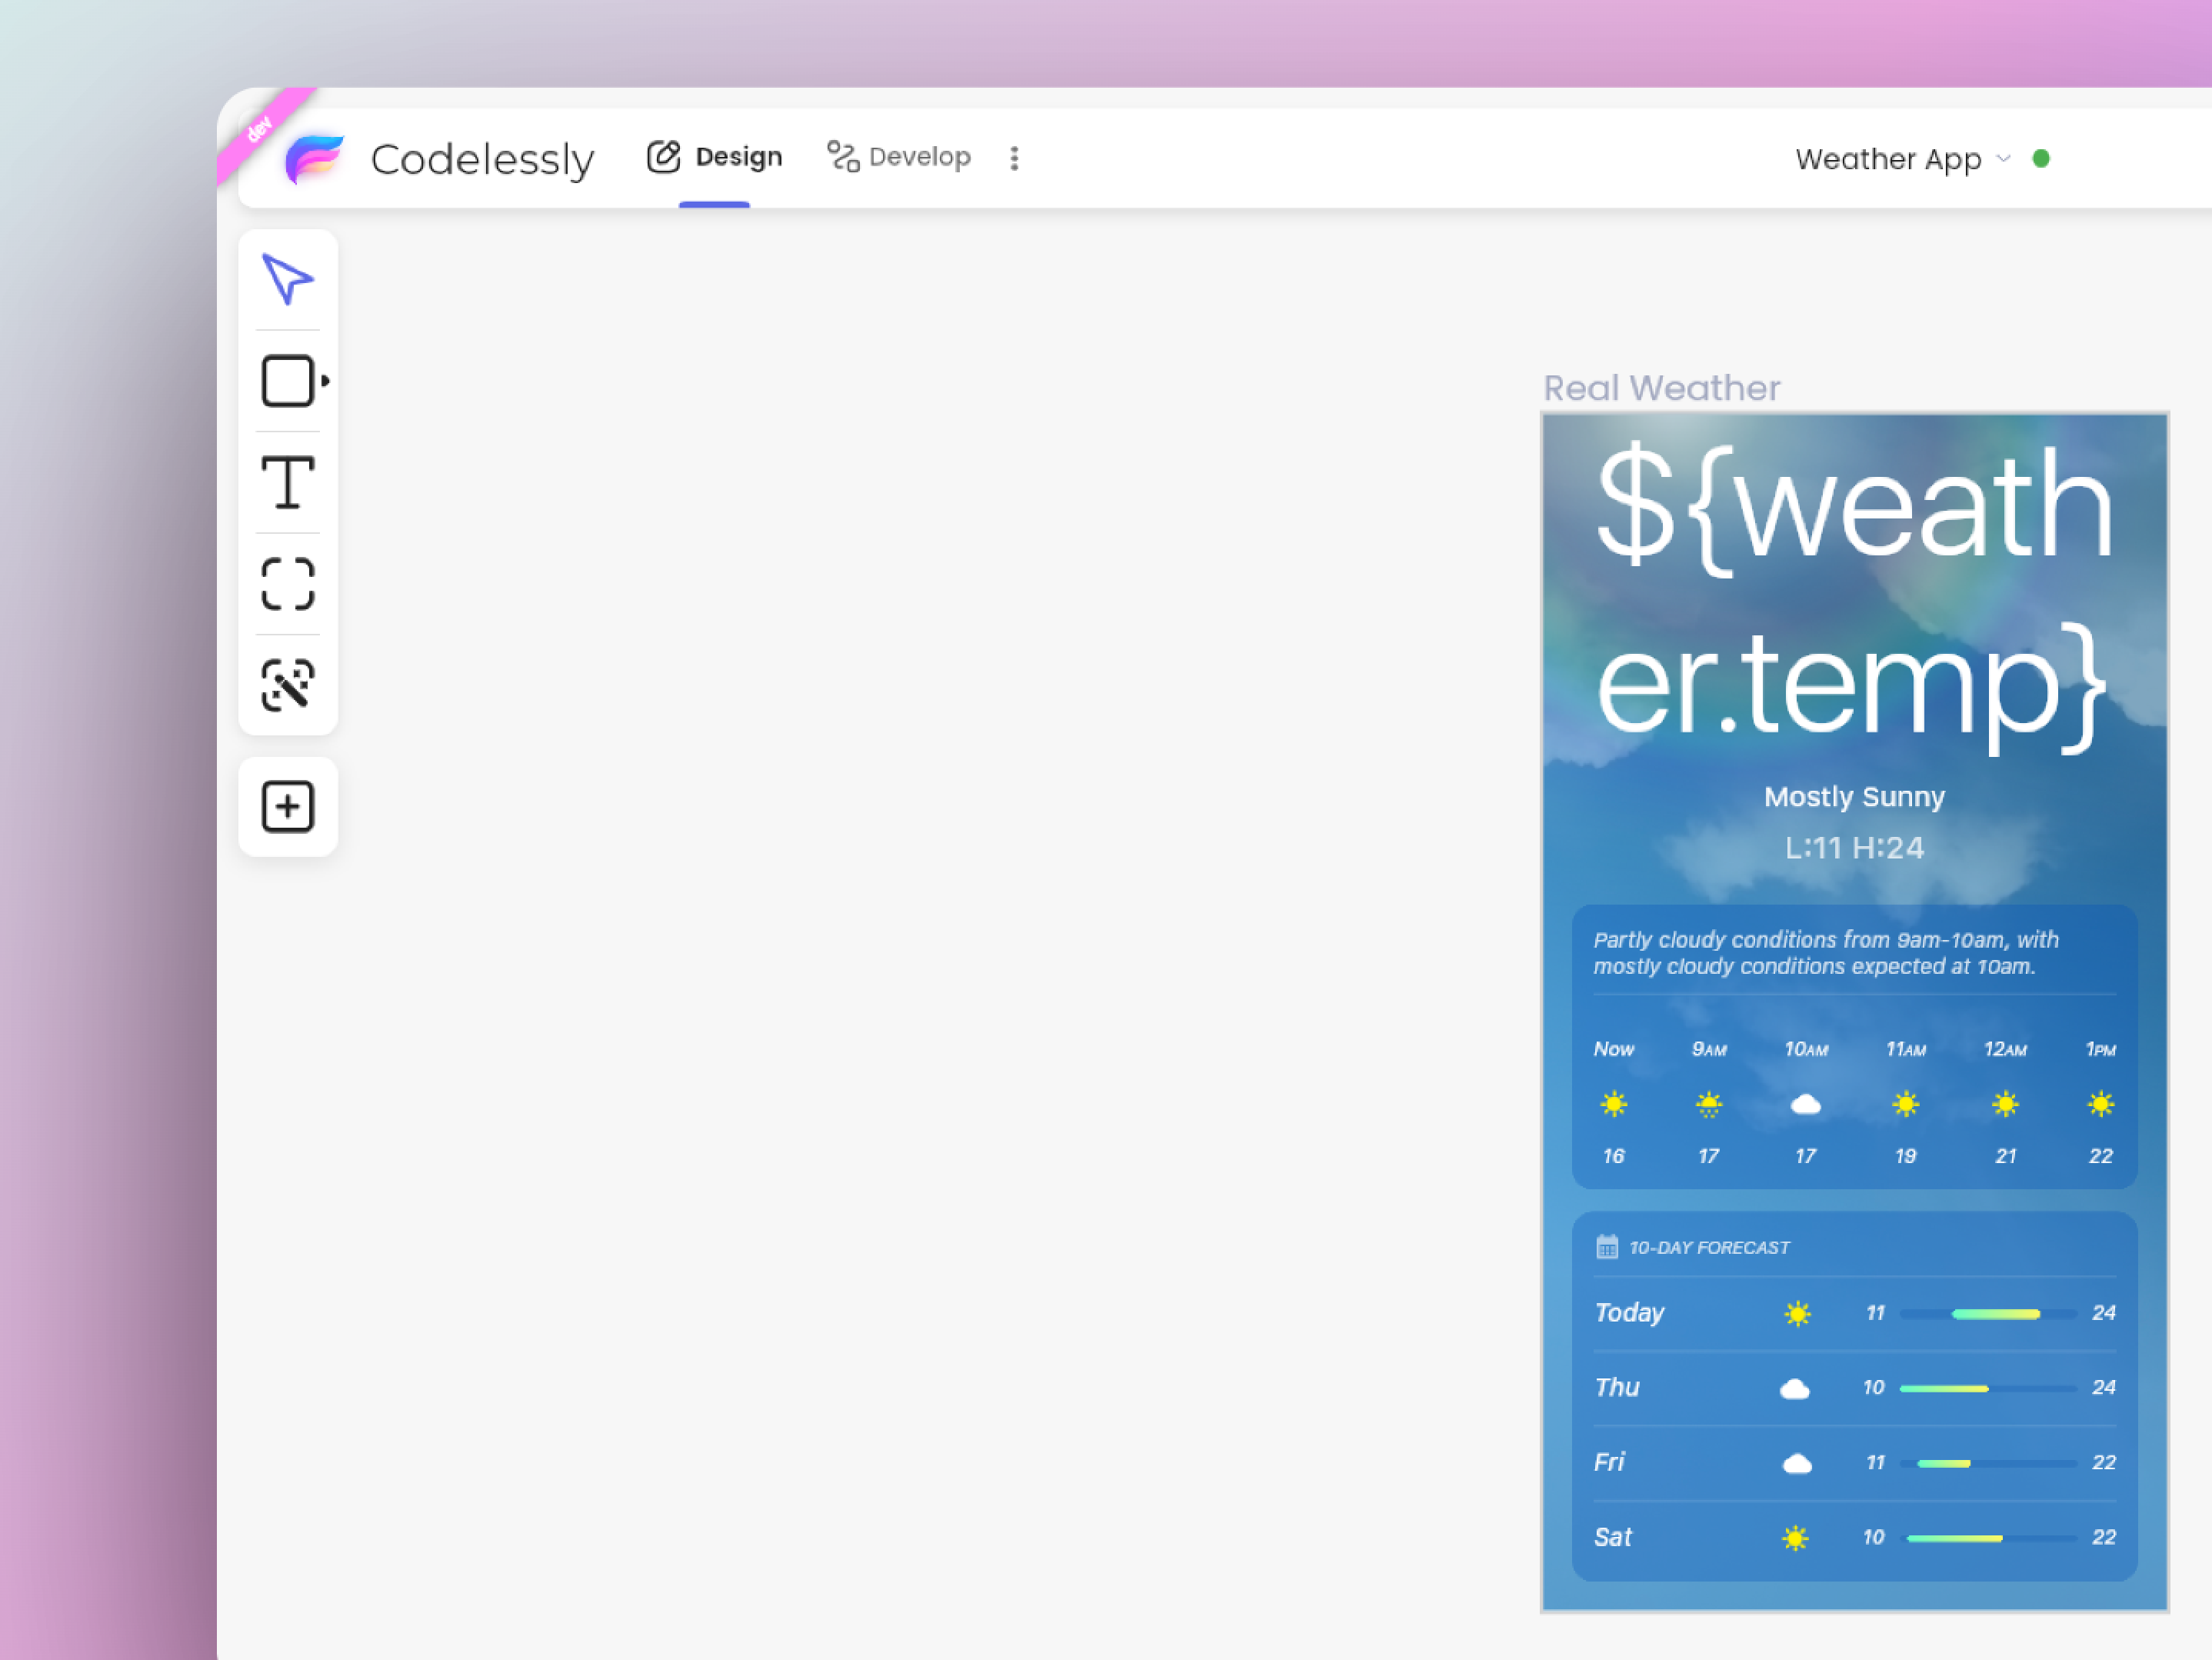 dev
Codelessly
Design
Develop
Weather App
Real Weather
${weath
er.temp}
Mostly Sunny
L:11 H:24
Partly cloudy conditions from 9am-10am, with
mostly cloudy conditions expected at 10am.
Now 9AM 10AM 11AM 12AM 1PM
16 17 17 19 21 22
10-DAY FORECAST
Today 11 24
Thu 10 24
Fri 11 22
Sat 10 22